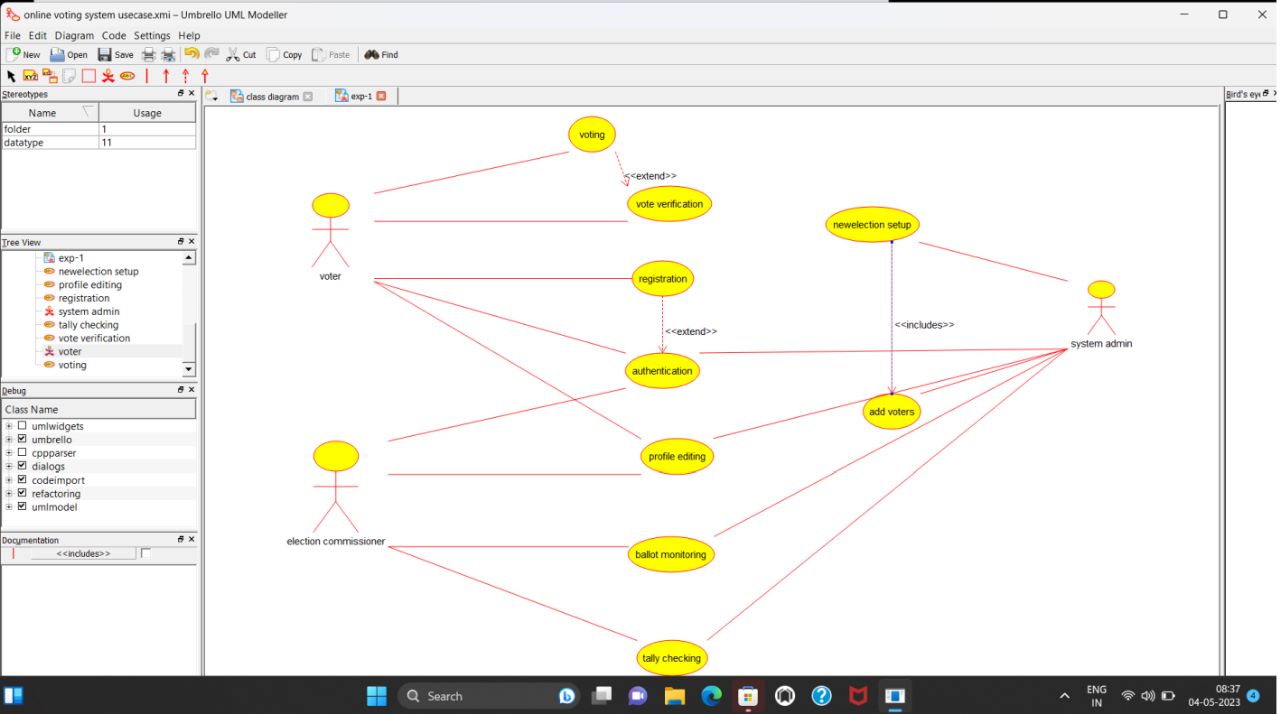 online voting system usecase.xmi – Umbrello UML Modeller
File Edit Diagram Code Settings Help
New Open Save Cut Copy Paste Find
Stereotypes
Name Usage
folder 1
datatype 11
Tree View
exp-1
newelection setup
profile editing
registration
system admin
tally checking
vote verification
voter
voting
Debug
Class Name
umlwidgets
umbrello
cppparser
dialogs
codeimport
refactoring
umlmodel
Documentation
<<includes>>
class diagram
exp-1
voting
<<extend>>
vote verification
newelection setup
voter
registration
<<extend>>
<<includes>>
system admin
authentication
add voters
profile editing
election commissioner
ballot monitoring
tally checking
Bird's eye
Search
ENG
IN
08:37
04-05-2023
4